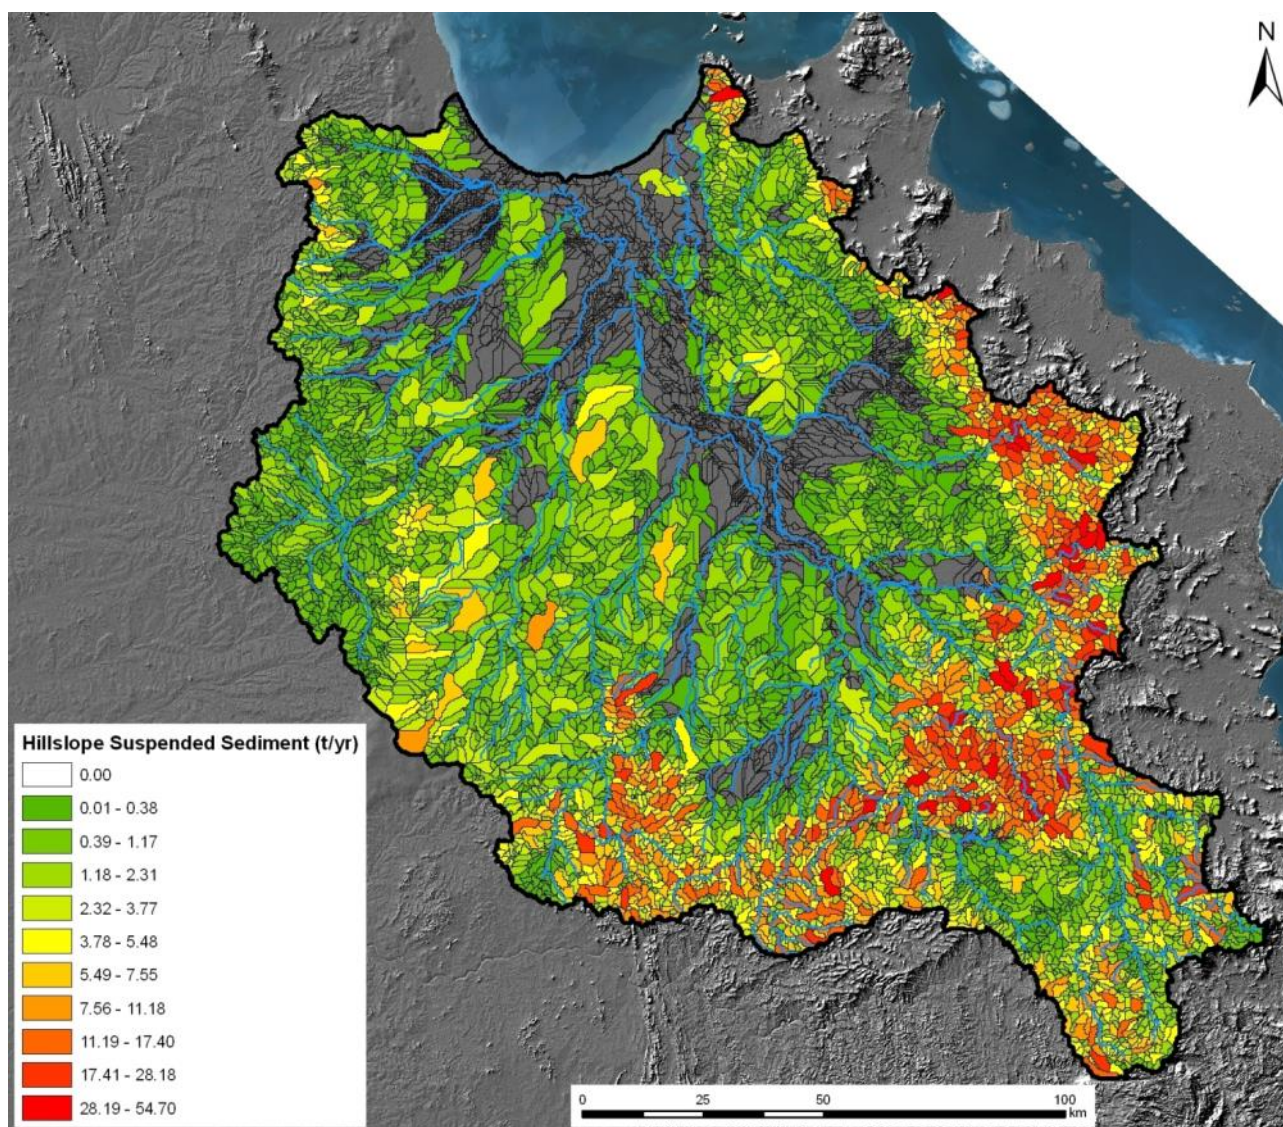 N
Hillslope Suspended Sediment (t/yr)
0.00
0.01 - 0.38
0.39 - 1.17
1.18 - 2.31
2.32 - 3.77
3.78 - 5.48
5.49 - 7.55
7.56 - 11.18
11.19 - 17.40
17.41 - 28.18
28.19 - 54.70
0 25 50 100
km